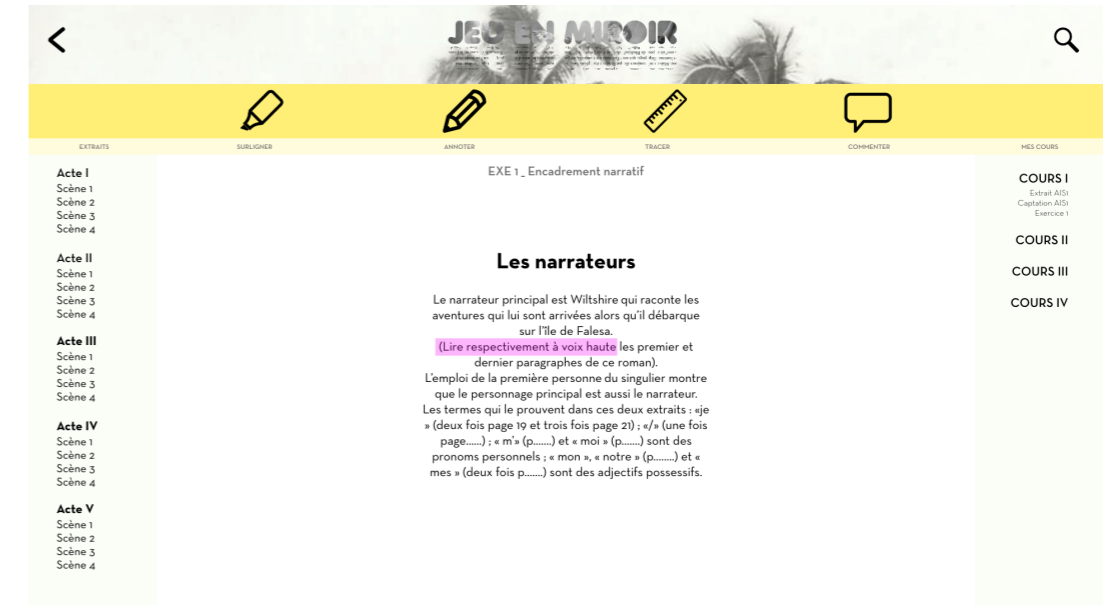 JEU EN MIROIR
EXTRAITS
SURLIGNER
ANNOTER
TRACER
COMMENTER
MES COURS
Acte I
Scène 1
Scène 2
Scène 3
Scène 4
Acte II
Scène 1
Scène 2
Scène 3
Scène 4
Acte III
Scène 1
Scène 2
Scène 3
Scène 4
Acte IV
Scène 1
Scène 2
Scène 3
Scène 4
Acte V
Scène 1
Scène 2
Scène 3
Scène 4
EXE 1 _ Encadrement narratif
Les narrateurs
Le narrateur principal est Wiltshire qui raconte les
aventures qui lui sont arrivées alors qu'il débarque
sur l'île de Falesa.
(Lire respectivement à voix haute les premier et
dernier paragraphes de ce roman).
L'emploi de la première personne du singulier montre
que le personnage principal est aussi le narrateur.
Les termes qui le prouvent dans ces deux extraits : «je
» (deux fois page 19 et trois fois page 21) ; «/» (une fois
page......) ; « m'» (p.......) et « moi » (p.......) sont des
pronoms personnels ; « mon », « notre » (p........) et «
mes » (deux fois p.......) sont des adjectifs possessifs.
COURS I
Extrait AIS1
Captation AIS1
Exercice 1
COURS II
COURS III
COURS IV